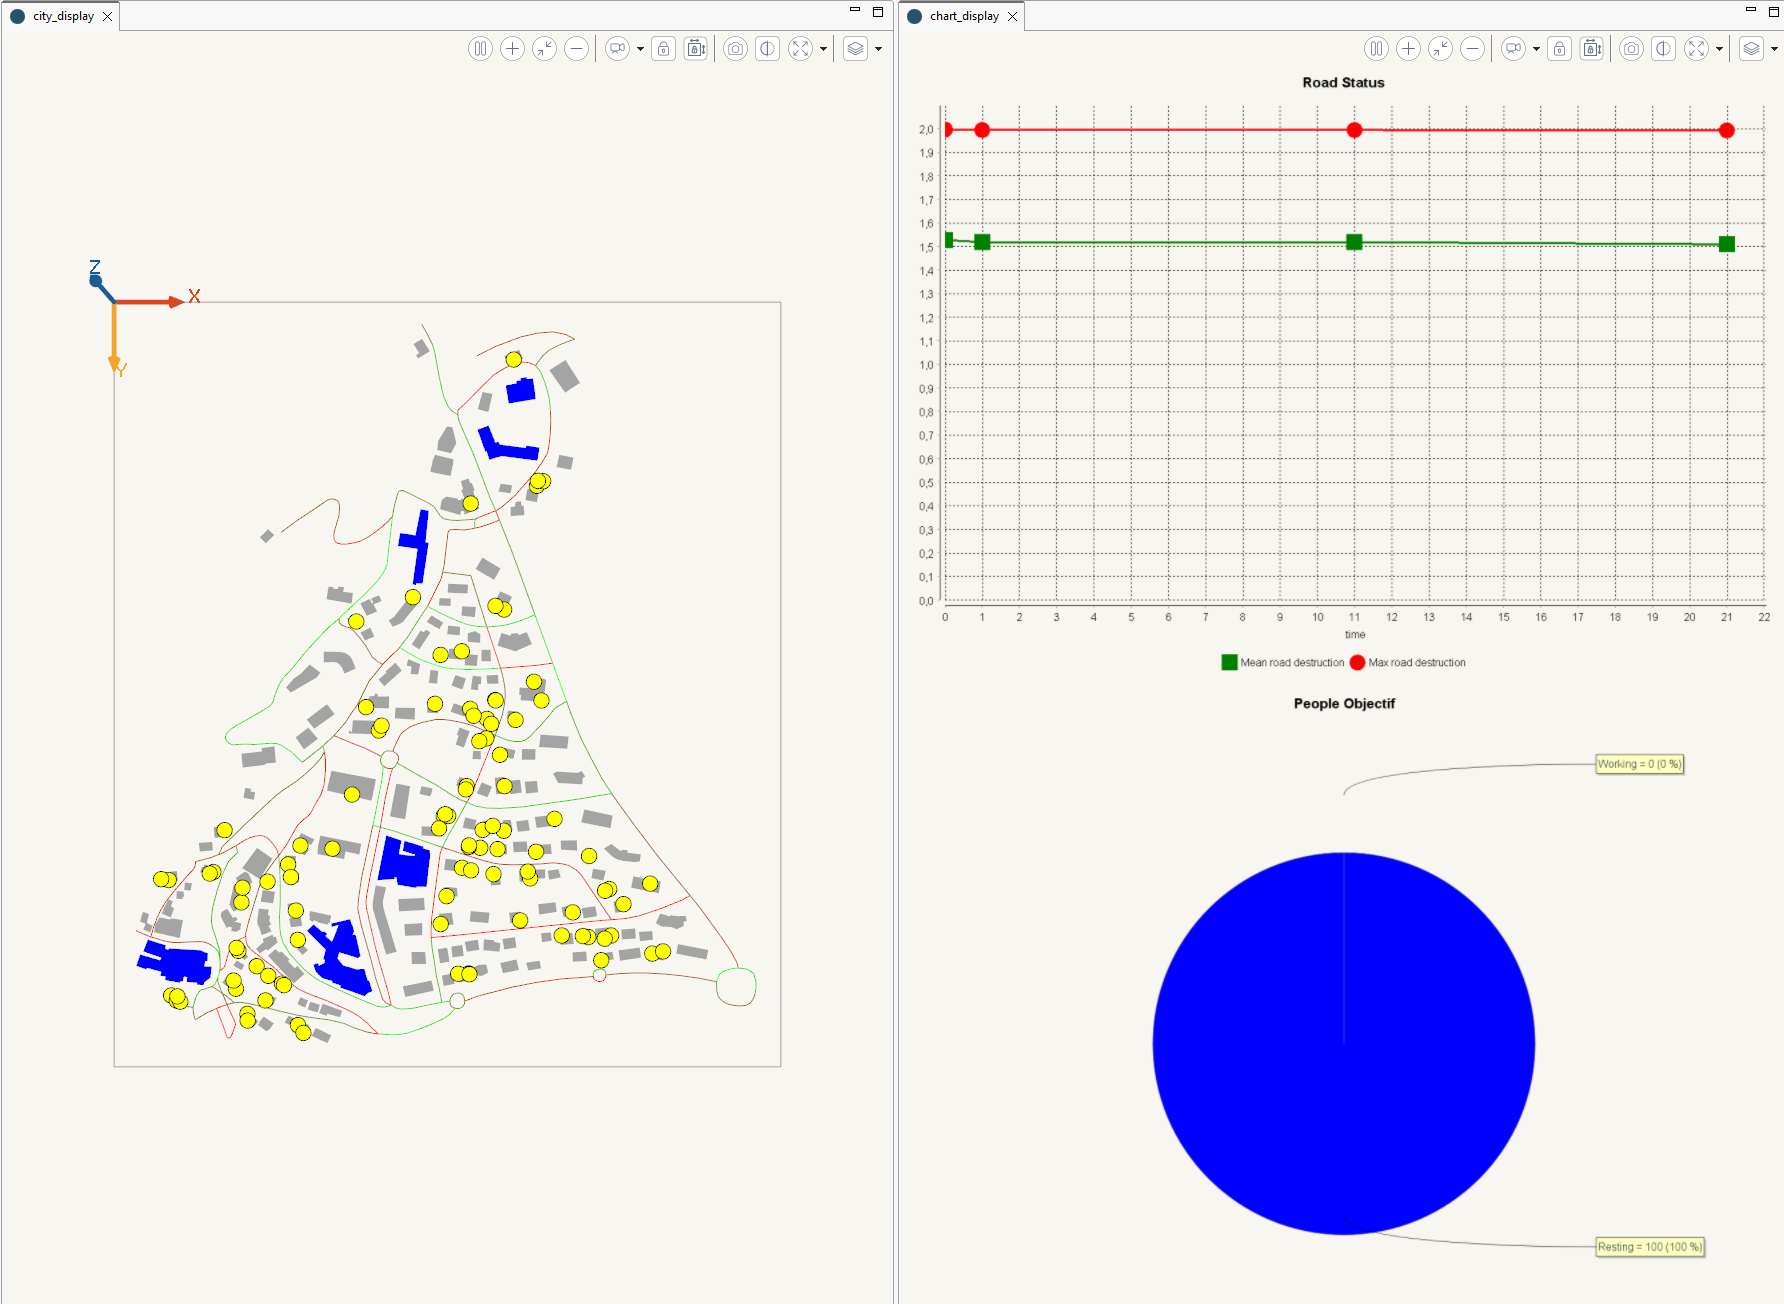 city_display
Z
X
Y
chart_display
Road Status
2,0
1,9
1,8
1,7
1,6
1,5
1,4
1,3
1,2
1,1
1,0
0,9
0,8
0,7
0,6
0,5
0,4
0,3
0,2
0,1
0,0
0 1 2 3 4 5 6 7 8 9 10 11 12 13 14 15 16 17 18 19 20 21 22
time
Mean road destruction Max road destruction
People Objectif
Working = 0 (0 %)
Resting = 100 (100 %)